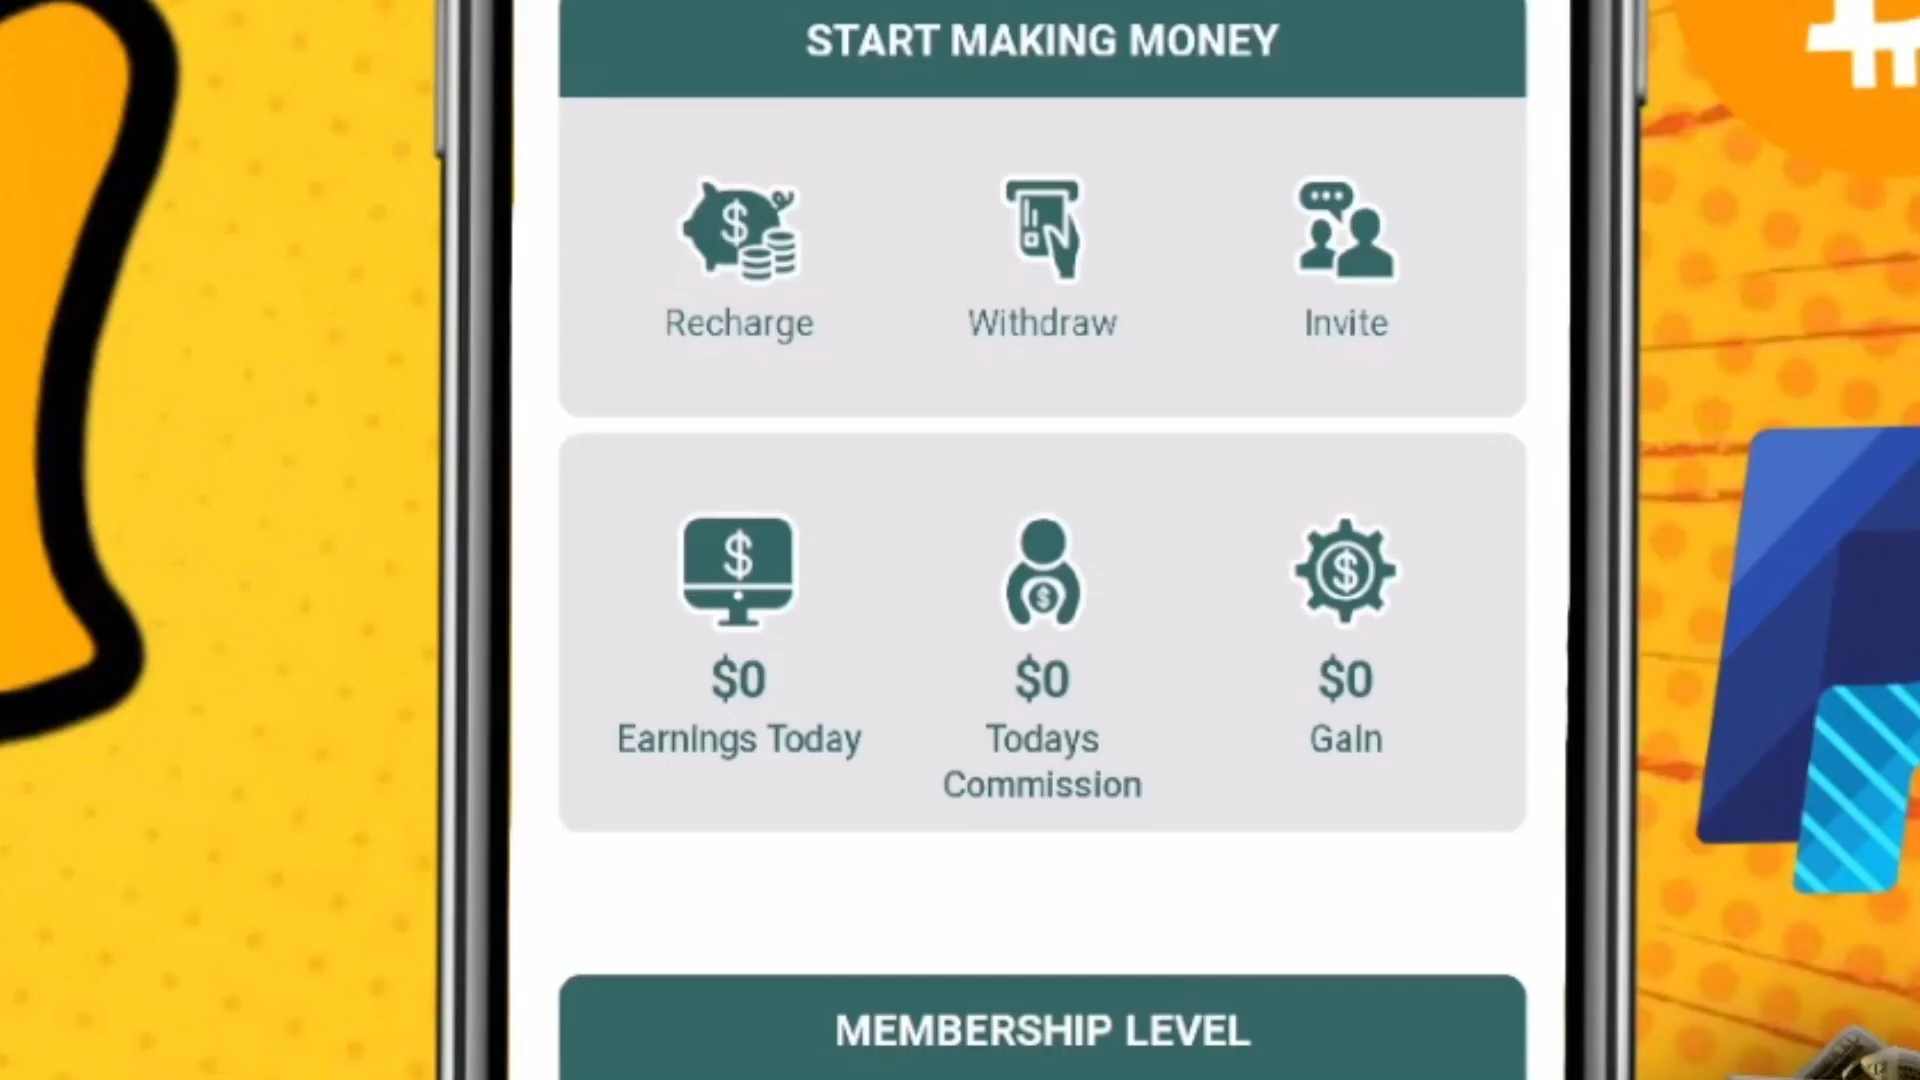 START MAKING MONEY
Recharge
Withdraw
Invite
$0
$0
$0
Earnings Today
Todays
Commission
Gain
MEMBERSHIP LEVEL